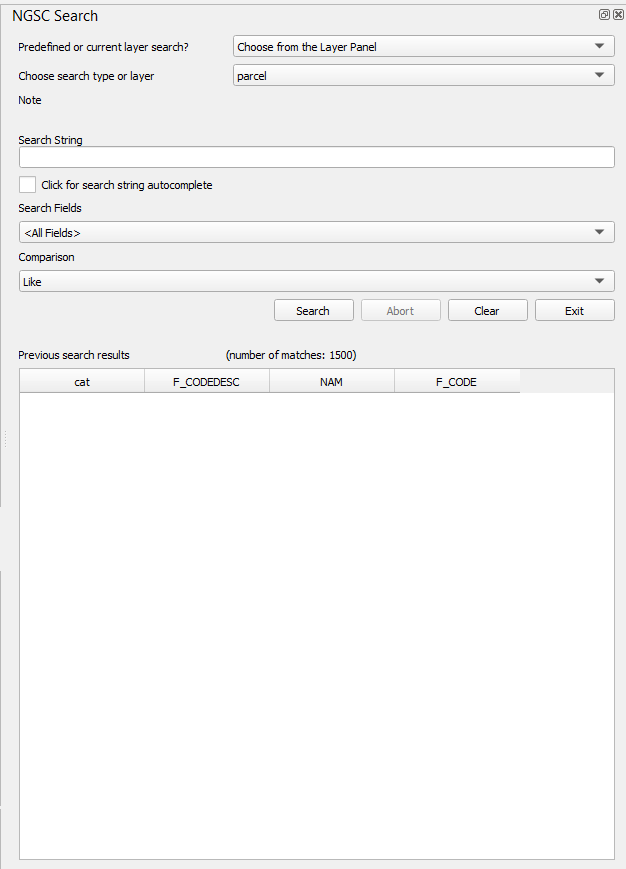 NGSC Search
Predefined or current layer search? Choose from the Layer Panel
Choose search type or layer parcel
Note
Search String
Click for search string autocomplete
Search Fields
<All Fields>
Comparison
Like
Search Abort Clear Exit
Previous search results (number of matches: 1500)
cat F_CODEDESC NAM F_CODE